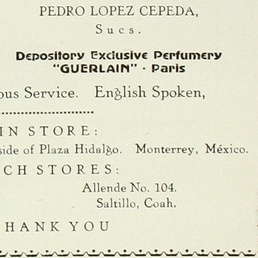 PEDRO LOPEZ CEPEDA,
Sucs.
Depository Exclusive Perfumery
"GUERLAIN" · Paris
ous Service. English Spoken,
IN STORE:
side of Plaza Hidalgo. Monterrey, México.
CH STORES:
Allende No. 104.
Saltillo, Coah.
HANK YOU